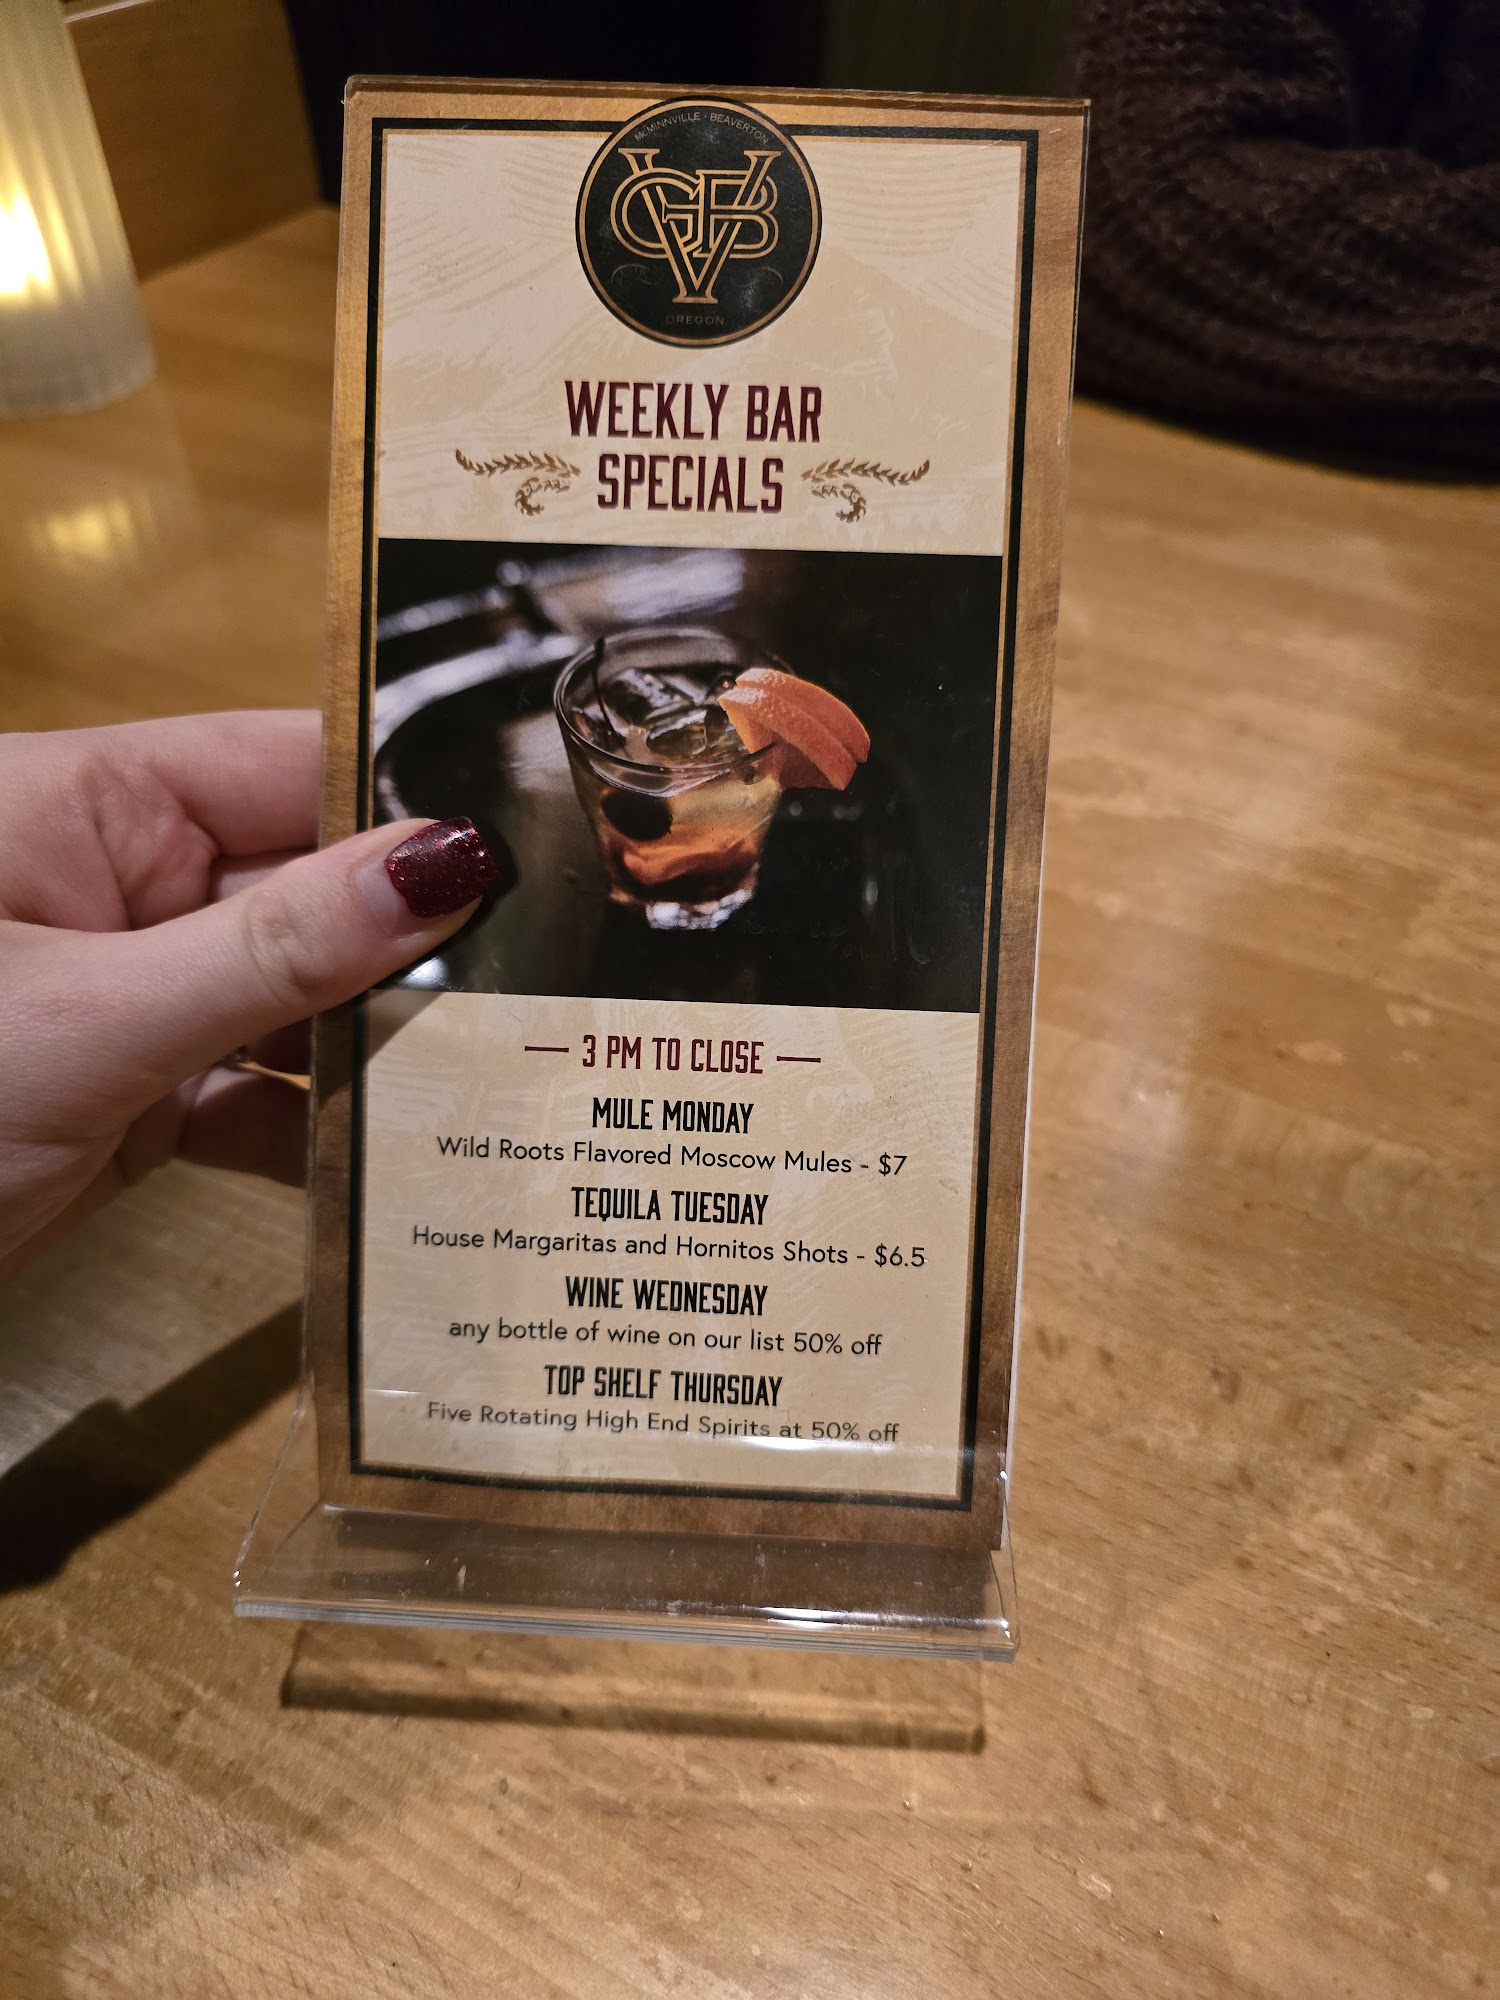 McMINNVILLE • BEAVERTON
GVB
OREGON
WEEKLY BAR
SPECIALS
3 PM TO CLOSE
MULE MONDAY
Wild Roots Flavored Moscow Mules - $7
TEQUILA TUESDAY
House Margaritas and Hornitos Shots - $6.5
WINE WEDNESDAY
any bottle of wine on our list 50% off
TOP SHELF THURSDAY
Five Rotating High End Spirits at 50% off